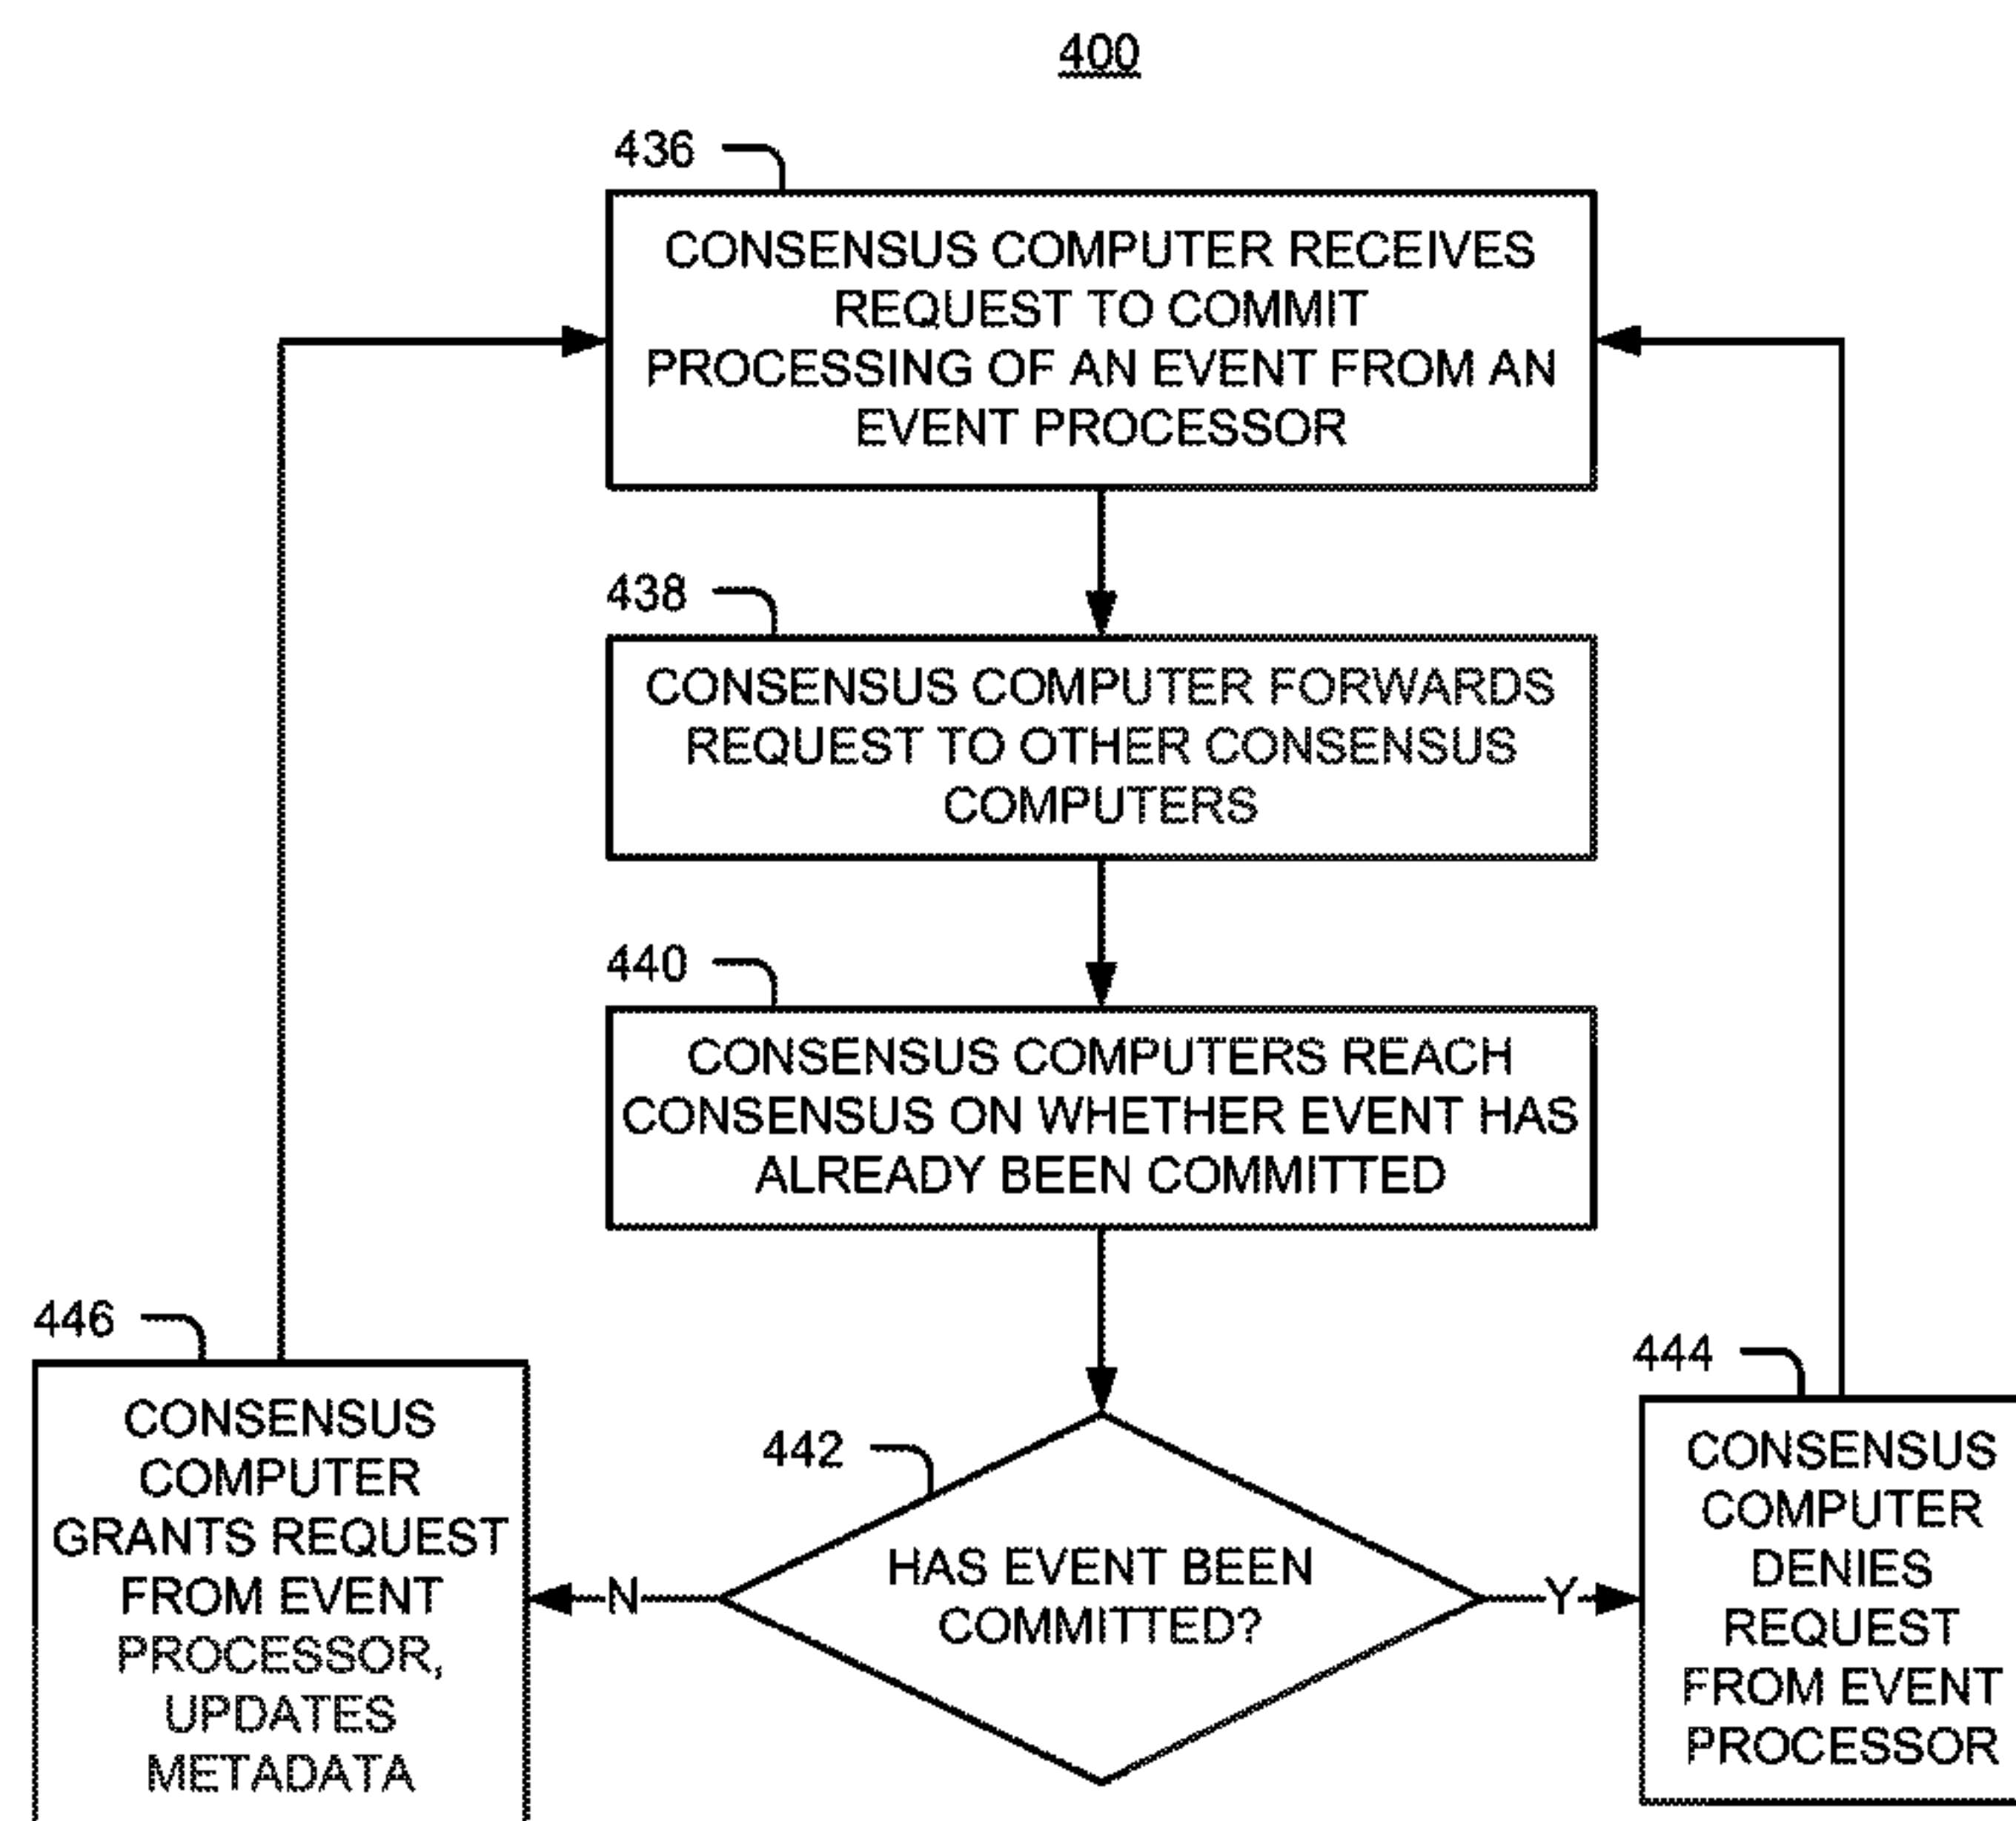 400
436
CONSENSUS COMPUTER RECEIVES
REQUEST TO COMMIT
PROCESSING OF AN EVENT FROM AN
EVENT PROCESSOR
438
CONSENSUS COMPUTER FORWARDS
REQUEST TO OTHER CONSENSUS
COMPUTERS
440
CONSENSUS COMPUTERS REACH
CONSENSUS ON WHETHER EVENT HAS
ALREADY BEEN COMMITTED
446
CONSENSUS
COMPUTER
GRANTS REQUEST
FROM EVENT
PROCESSOR,
UPDATES
METADATA
N
442
HAS EVENT BEEN
COMMITTED?
Y
444
CONSENSUS
COMPUTER
DENIES
REQUEST
FROM EVENT
PROCESSOR